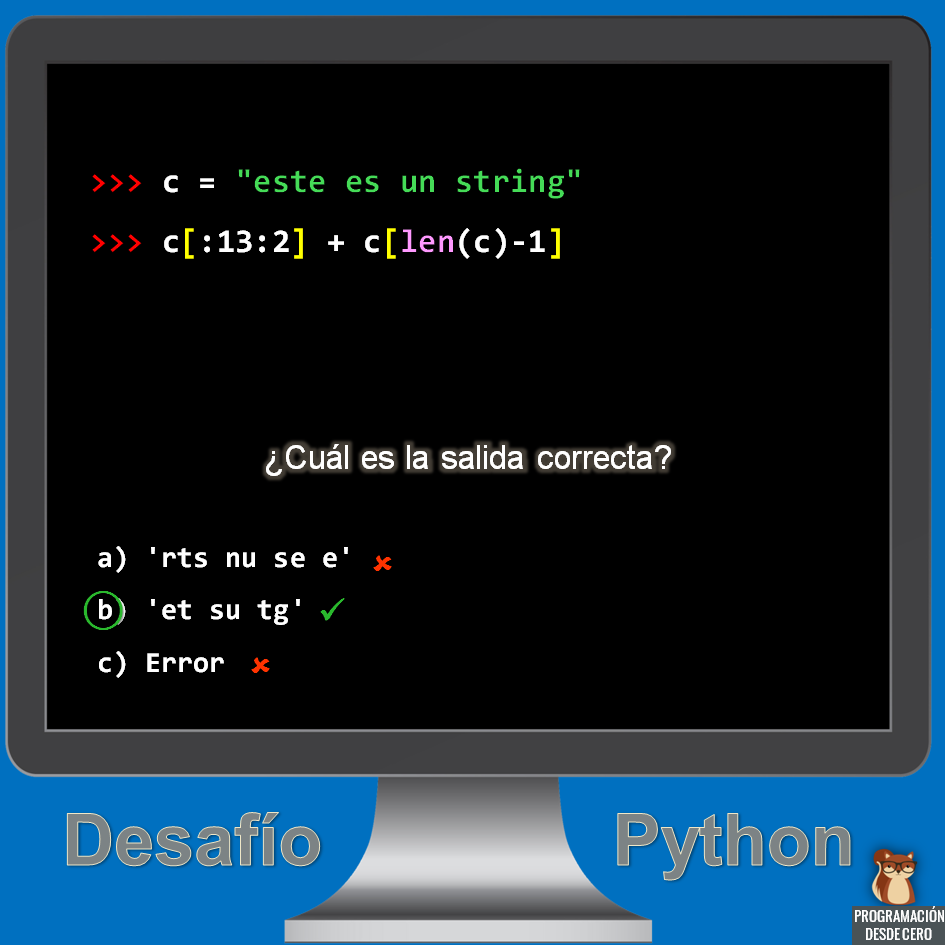 >>> c = "este es un string"
>>> c[:13:2] + c[len(c)-1]
¿Cuál es la salida correcta?
a) 'rts nu se e' ✘
b) 'et su tg' ✓
c) Error ✘
Desafío Python
PROGRAMACIÓN
DESDE CERO